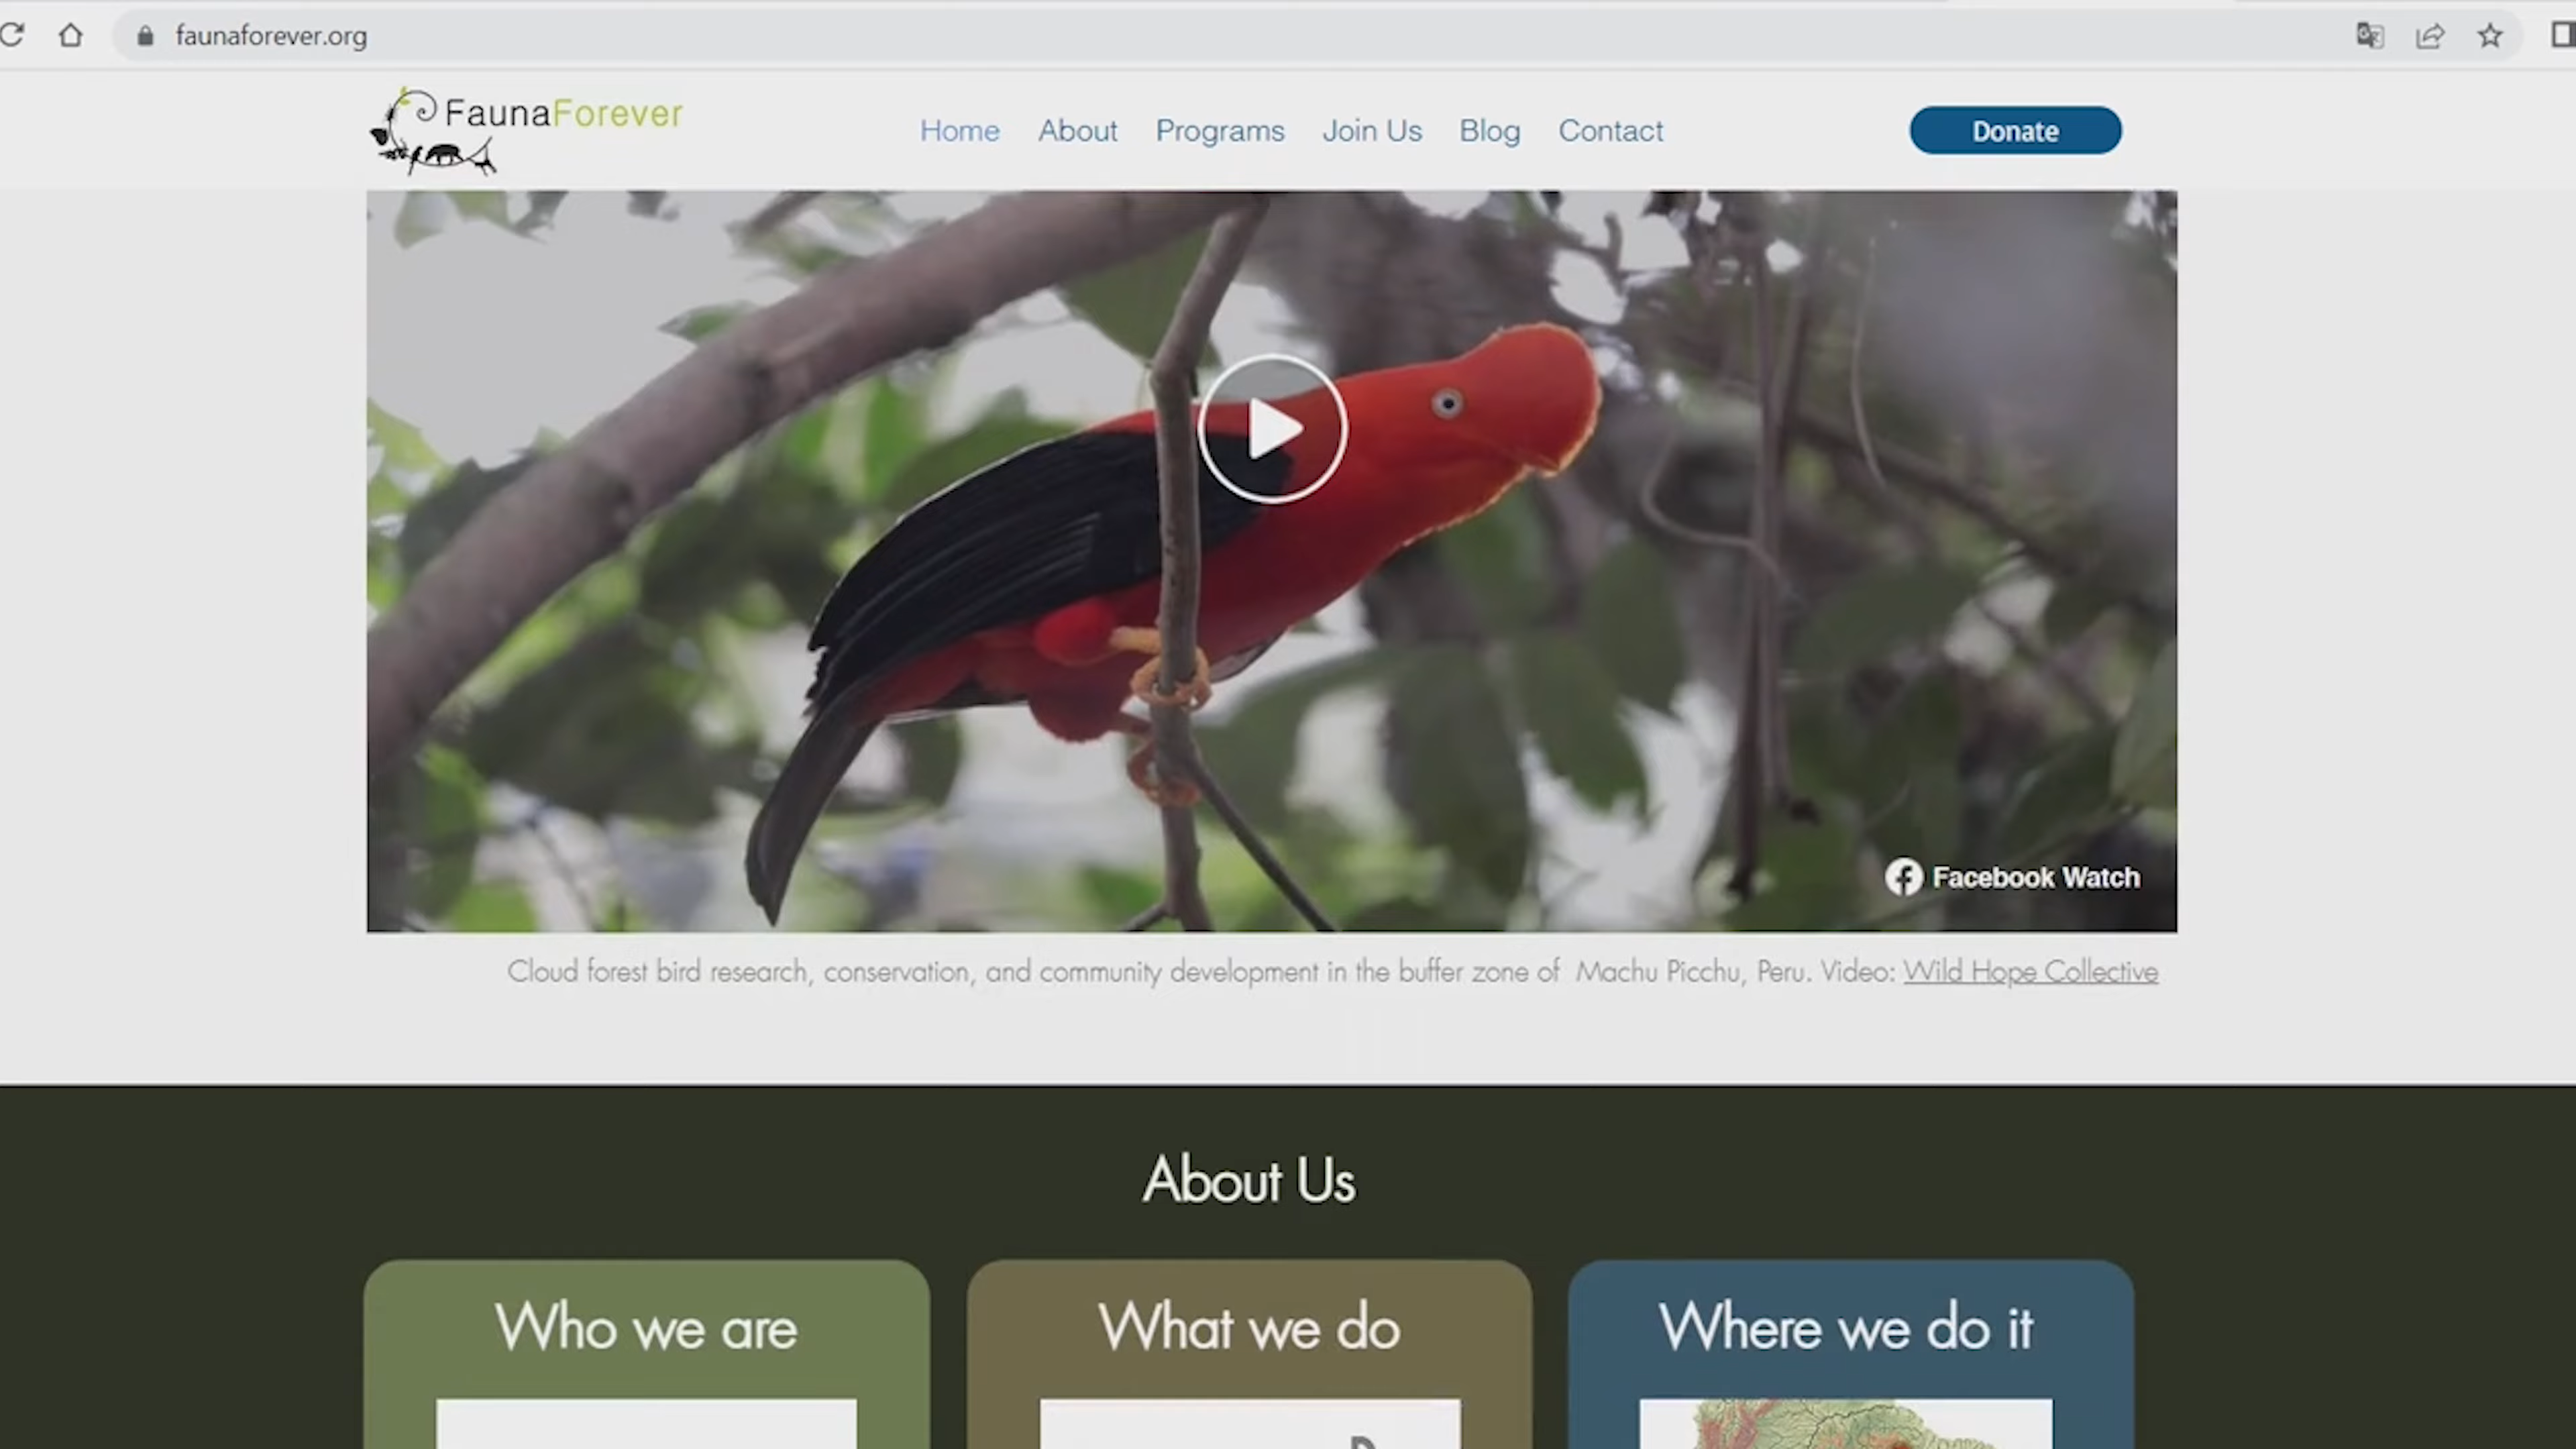 faunaforever.org
FaunaForever
Home About Programs Join Us Blog Contact
Donate
Facebook Watch
Cloud forest bird research, conservation, and community development in the buffer zone of Machu Picchu, Peru. Video: Wild Hope Collective
About Us
Who we are
What we do
Where we do it